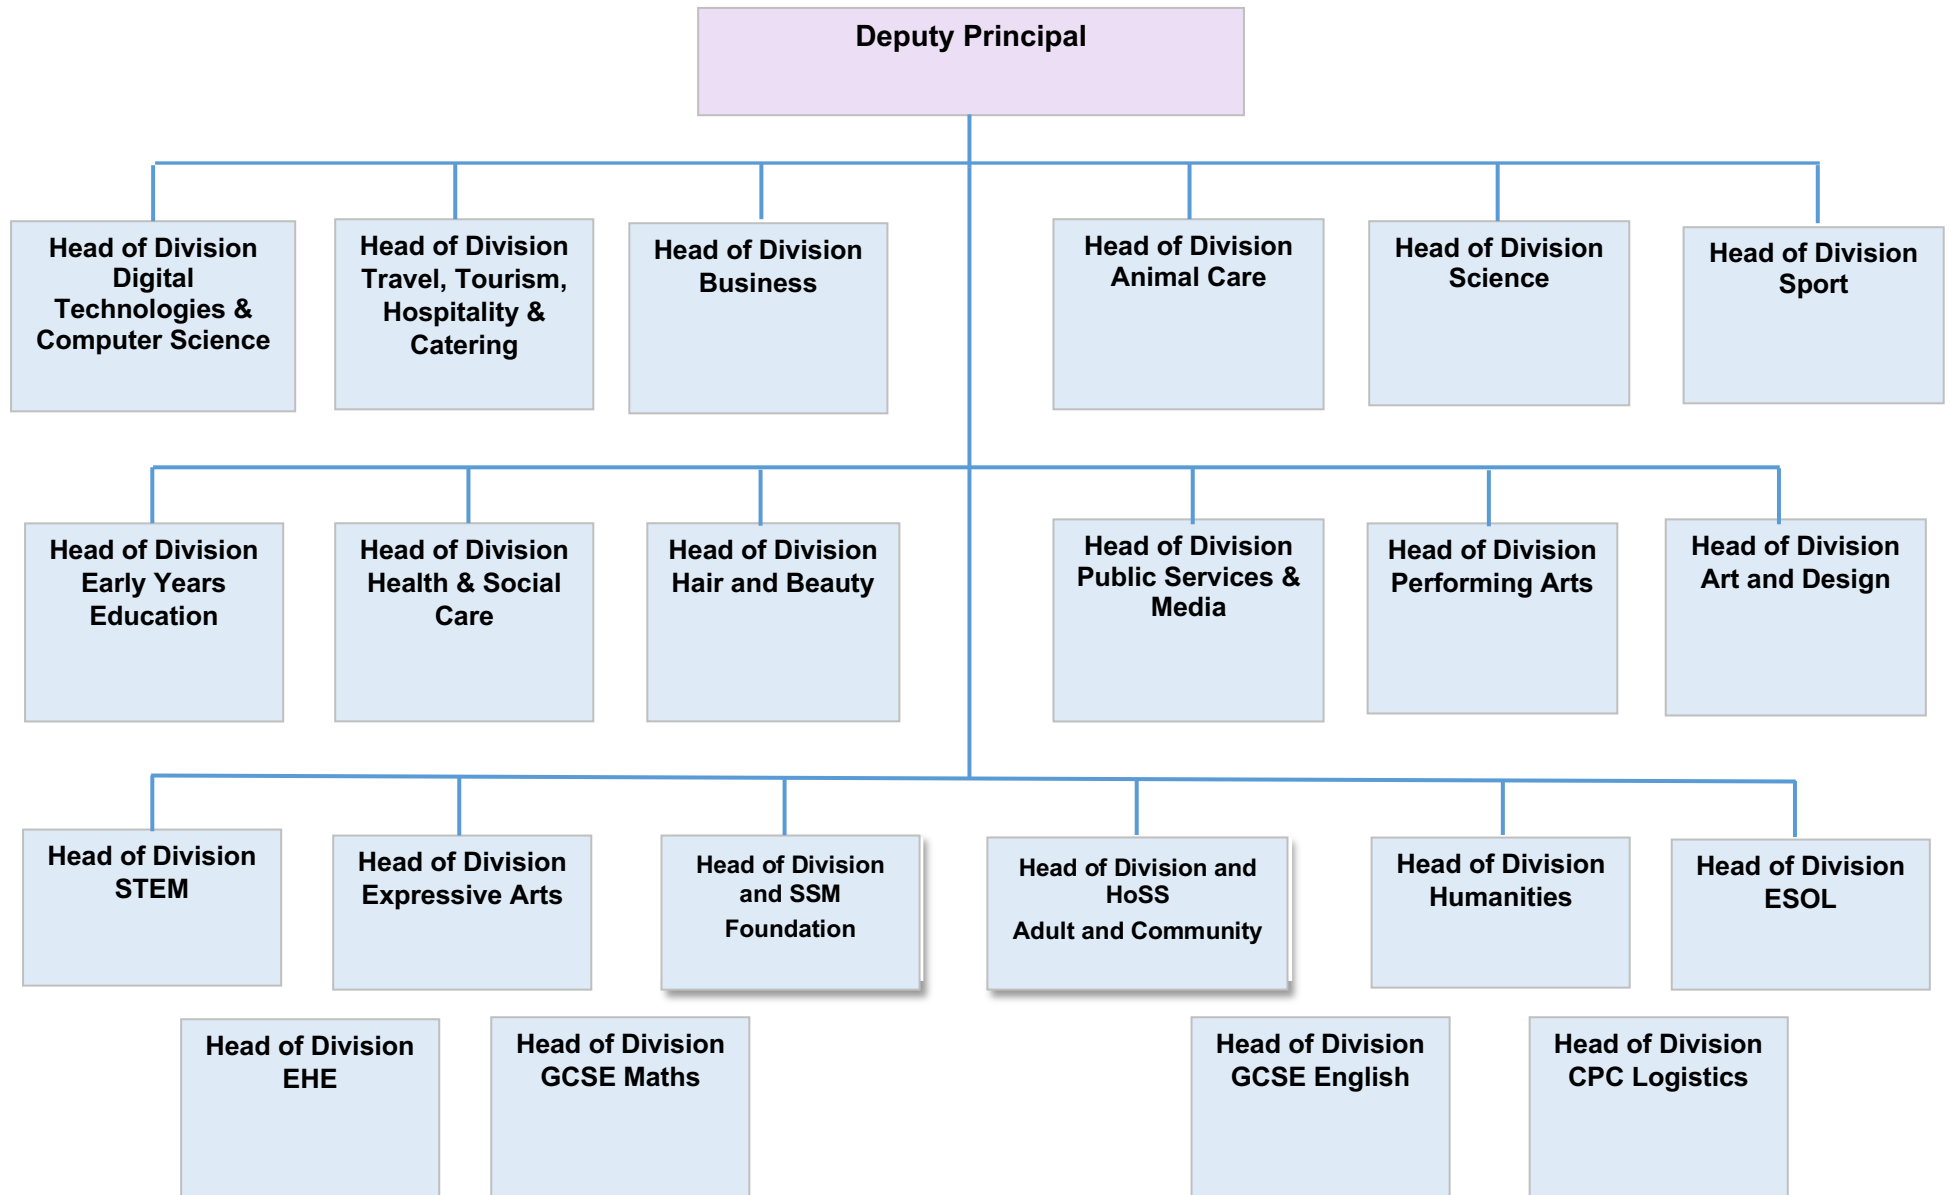 Deputy Principal
Head of Division
Digital
Technologies &
Computer Science
Head of Division
Travel, Tourism,
Hospitality &
Catering
Head of Division
Business
Head of Division
Animal Care
Head of Division
Science
Head of Division
Sport
Head of Division
Early Years
Education
Head of Division
Health & Social
Care
Head of Division
Hair and Beauty
Head of Division
Public Services &
Media
Head of Division
Performing Arts
Head of Division
Art and Design
Head of Division
STEM
Head of Division
Expressive Arts
Head of Division
and SSM
Foundation
Head of Division and
HoSS
Adult and Community
Head of Division
Humanities
Head of Division
ESOL
Head of Division
EHE
Head of Division
GCSE Maths
Head of Division
GCSE English
Head of Division
CPC Logistics